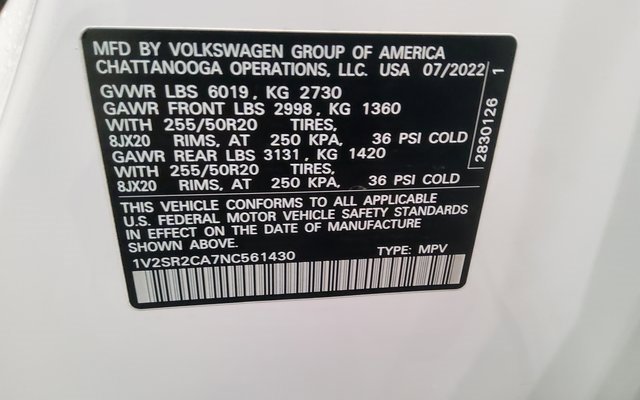 MFD BY VOLKSWAGEN GROUP OF AMERICA
CHATTANOOGA OPERATIONS, LLC. USA 07/2022
GVWR LBS 6019, KG 2730
GAWR FRONT LBS 2998, KG 1360
WITH 255/50R20 TIRES,
8JX20 RIMS, AT 250 KPA, 36 PSI COLD
GAWR REAR LBS 3131, KG 1420
WITH 255/50R20 TIRES,
8JX20 RIMS, AT 250 KPA, 36 PSI COLD
THIS VEHICLE CONFORMS TO ALL APPLICABLE
U.S. FEDERAL MOTOR VEHICLE SAFETY STANDARDS
IN EFFECT ON THE DATE OF MANUFACTURE
SHOWN ABOVE.
1V2SR2CA7NC561430 TYPE: MPV
2830126 1